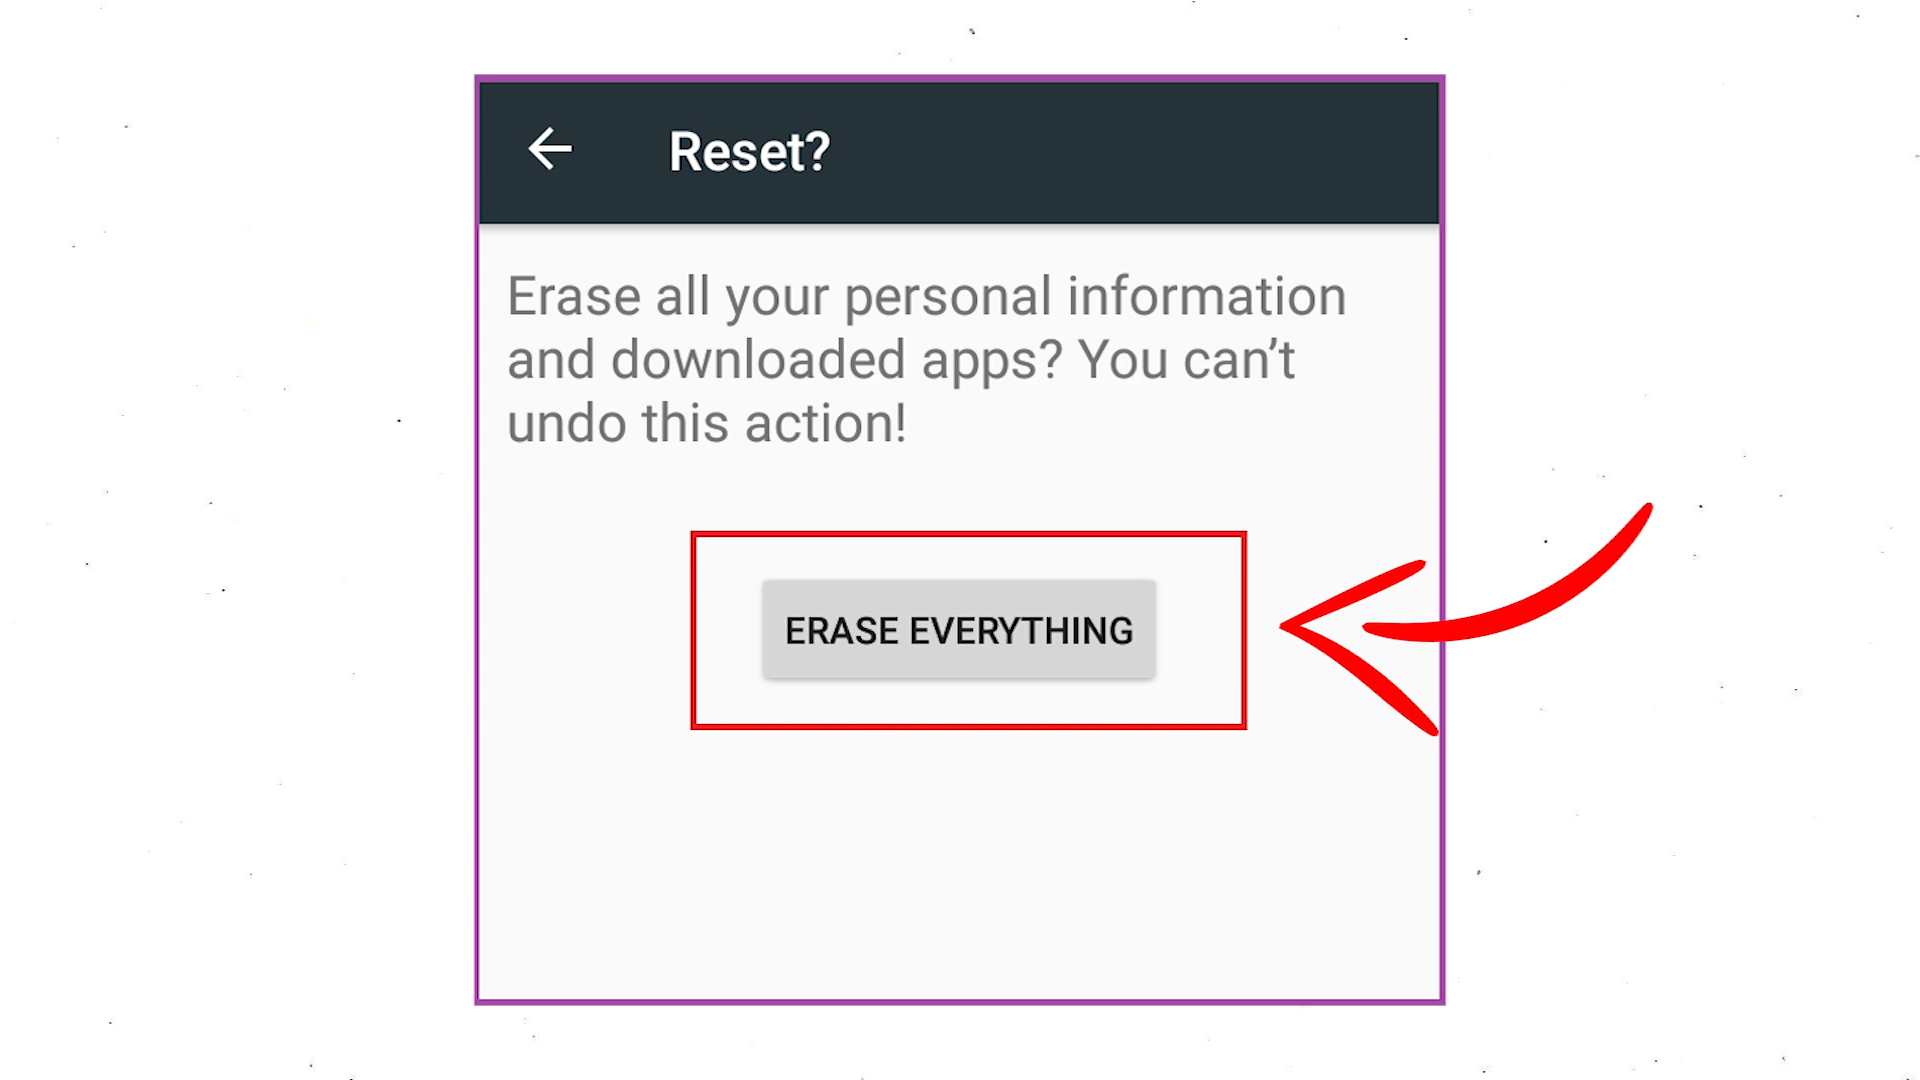 Reset?
Erase all your personal information
and downloaded apps? You can’t
undo this action!
ERASE EVERYTHING